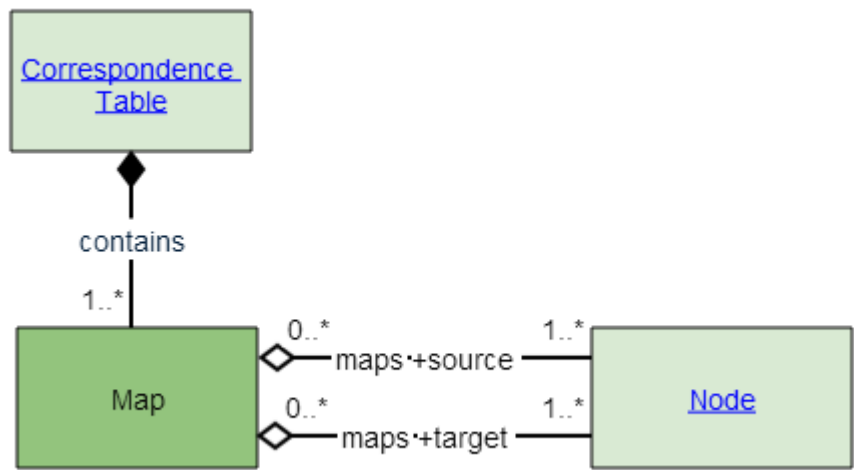 Correspondence
Table
contains
1..*
0..*
1..*
maps +source
Map
Node
0..*
1..*
maps +target